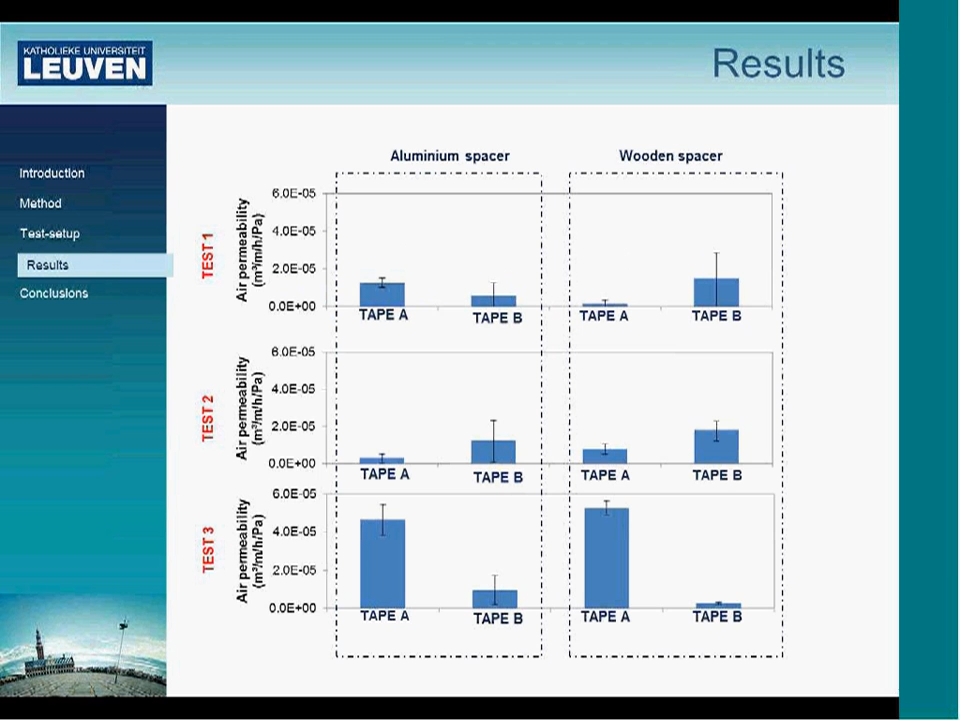 KATHOLIEKE UNIVERSITEIT
LEUVEN
Results
Introduction
Method
Test-setup
Results
Conclusions
Aluminium spacer
Wooden spacer
TEST 1
Air permeability
(m³/m/h/Pa)
6.0E-05
4.0E-05
2.0E-05
0.0E+00
TAPE A
TAPE B
TAPE A
TAPE B
TEST 2
Air permeability
(m³/m/h/Pa)
6.0E-05
4.0E-05
2.0E-05
0.0E+00
TAPE A
TAPE B
TAPE A
TAPE B
TEST 3
Air permeability
(m³/m/h/Pa)
6.0E-05
4.0E-05
2.0E-05
0.0E+00
TAPE A
TAPE B
TAPE A
TAPE B